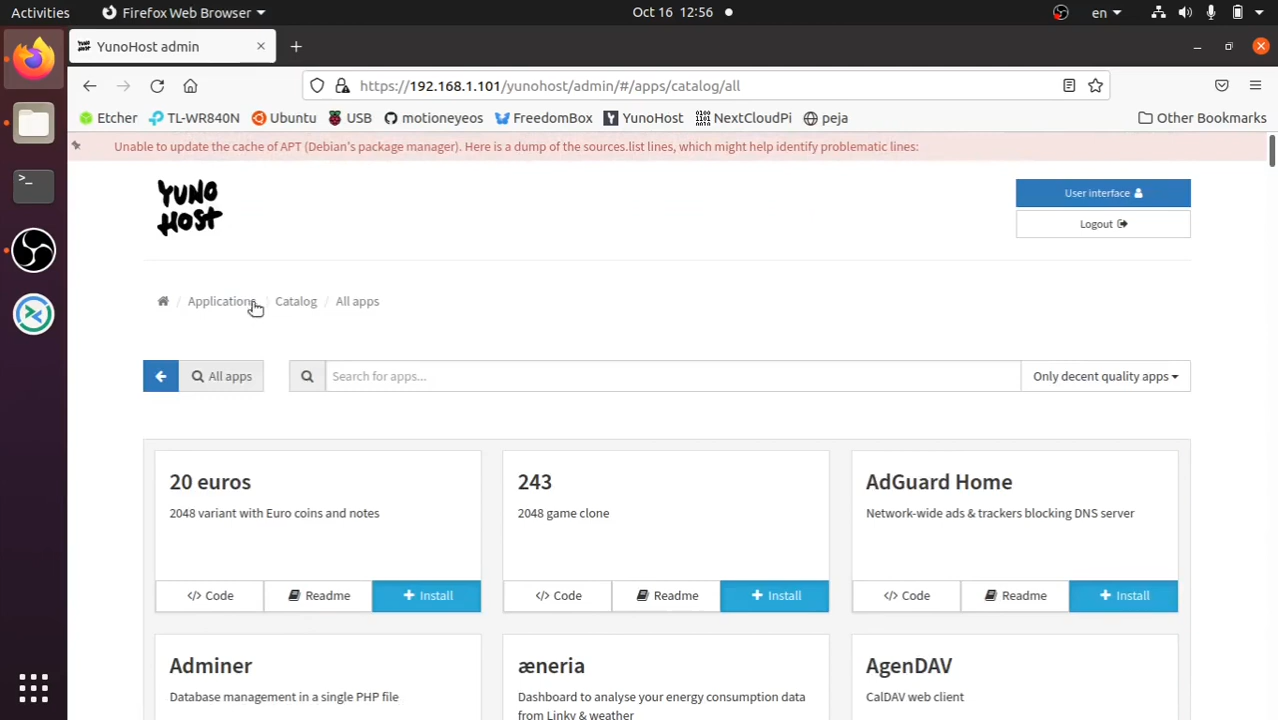 Activities
Firefox Web Browser
Oct 16 12:56
en
YunoHost admin
https://192.168.1.101/yunohost/admin/#/apps/catalog/all
Etcher
TL-WR840N
Ubuntu
USB
motioneyeos
FreedomBox
YunoHost
NextCloudPi
peja
Other Bookmarks
Unable to update the cache of APT (Debian's package manager). Here is a dump of the sources.list lines, which might help identify problematic lines:
YUNO
HOST
User interface
Logout
/ Applications / Catalog / All apps
All apps
Search for apps...
Only decent quality apps
20 euros
2048 variant with Euro coins and notes
</> Code
Readme
+ Install
243
2048 game clone
</> Code
Readme
+ Install
AdGuard Home
Network-wide ads & trackers blocking DNS server
</> Code
Readme
+ Install
Adminer
Database management in a single PHP file
æneria
Dashboard to analyse your energy consumption data
from Linky & weather
AgenDAV
CalDAV web client